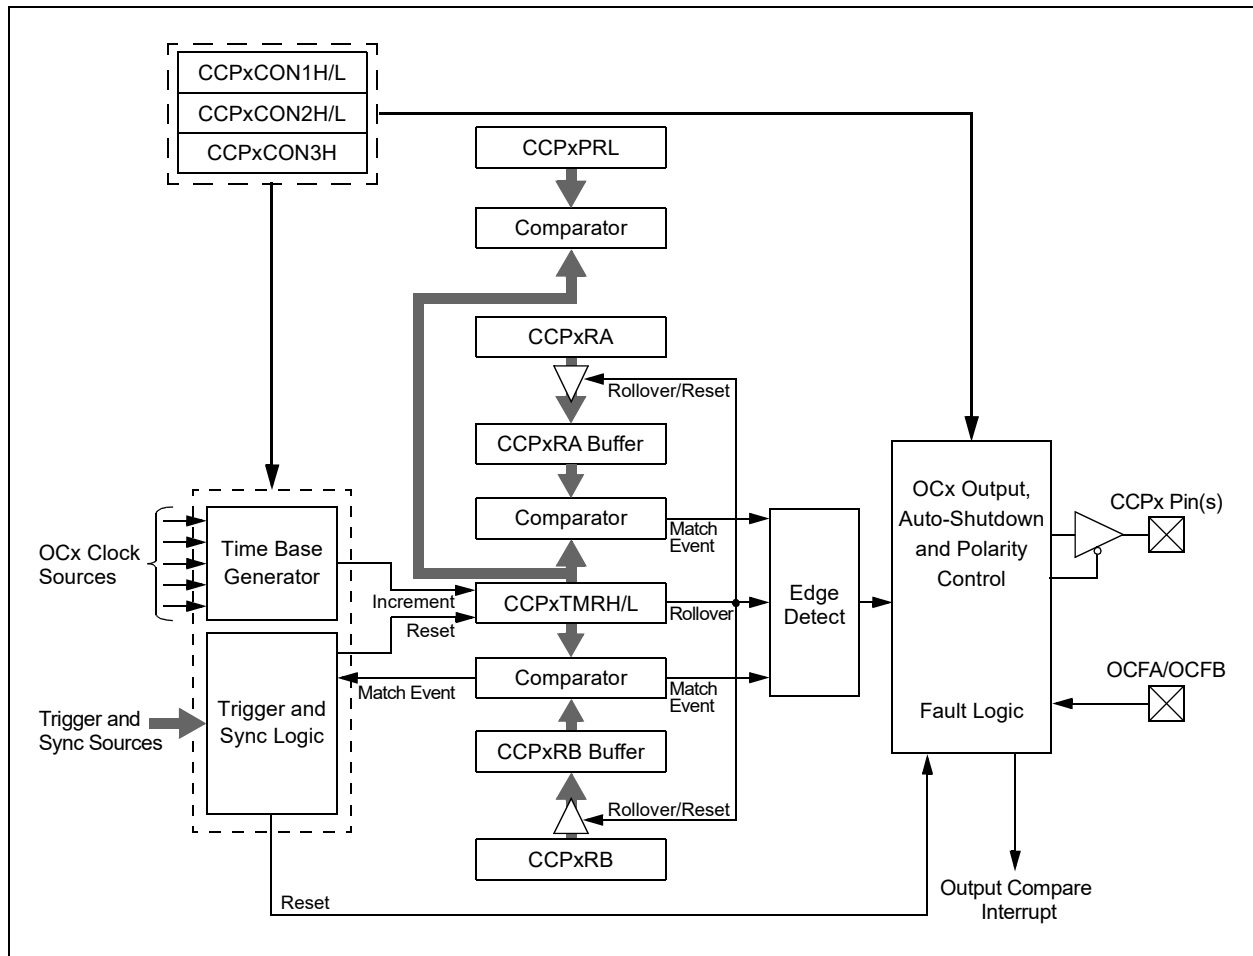 CCPxCON1H/L
CCPxCON2H/L
CCPxCON3H
CCPxPRL
Comparator
CCPxRA
Rollover/Reset
CCPxRA Buffer
Comparator
Match
Event
OCx Clock
Sources
Time Base
Generator
Increment
Reset
CCPxTMRH/L
Rollover
Edge
Detect
OCx Output,
Auto-Shutdown
and Polarity
Control
Fault Logic
CCPx Pin(s)
OCFA/OCFB
Trigger and
Sync Sources
Trigger and
Sync Logic
Match Event
Comparator
Match
Event
CCPxRB Buffer
Rollover/Reset
CCPxRB
Reset
Output Compare
Interrupt